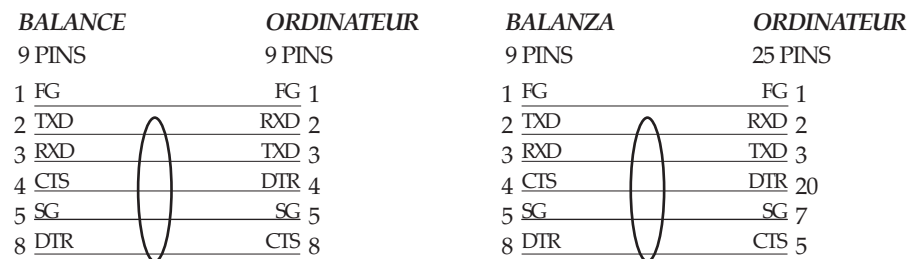 BALANCE ORDINATEUR
9 PINS 9 PINS
1 FG FG 1
2 TXD RXD 2
3 RXD TXD 3
4 CTS DTR 4
5 SG SG 5
8 DTR CTS 8
BALANZA ORDINATEUR
9 PINS 25 PINS
1 FG FG 1
2 TXD RXD 2
3 RXD TXD 3
4 CTS DTR 20
5 SG SG 7
8 DTR CTS 5